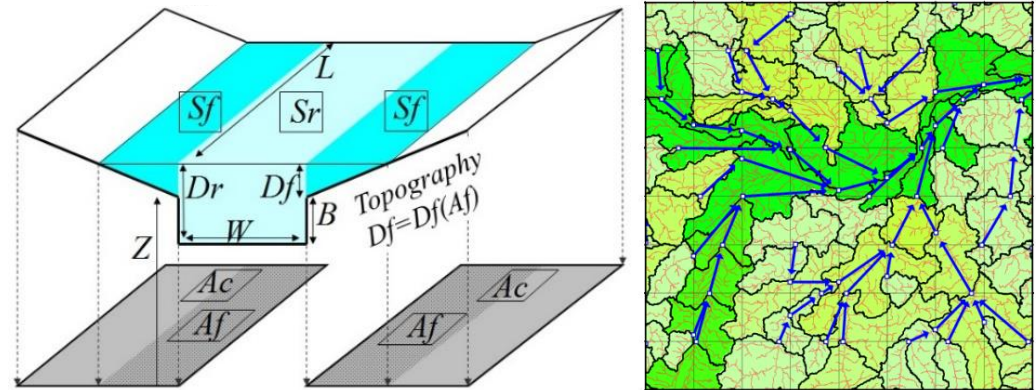 L
Sf
Sr
Sf
Dr
Df
Topography
Df=Df(Af)
B
W
Z
Ac
Ac
Af
Af